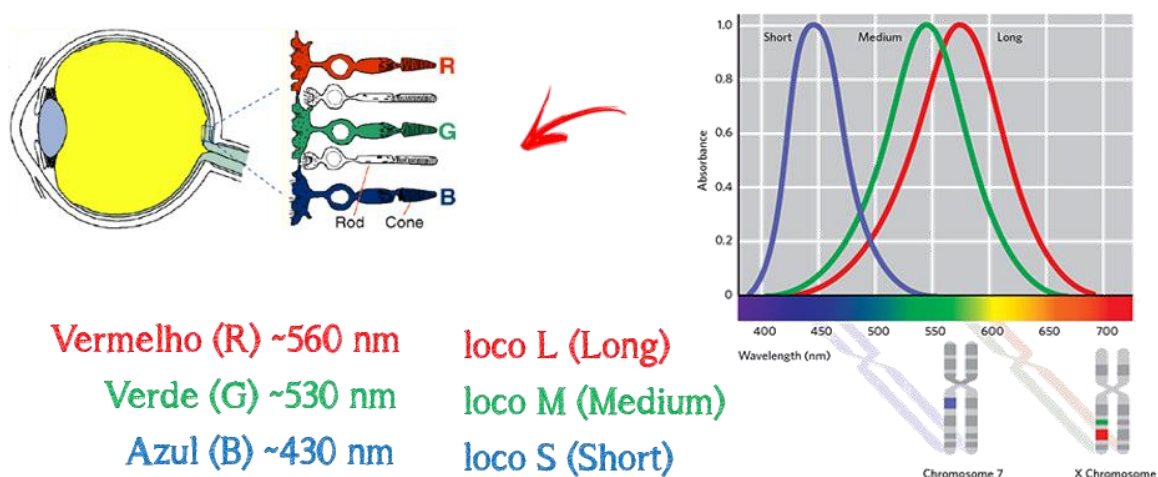 R
G
B
Rod
Cone
Vermelho (R) ~560 nm
Verde (G) ~530 nm
Azul (B) ~430 nm
loco L (Long)
loco M (Medium)
loco S (Short)
Short
Medium
Long
Absorbance
1.0
0.8
0.6
0.4
0.2
0
400 450 500 550 600 650 700
Wavelength (nm)
Chromosome 7
X Chromosome